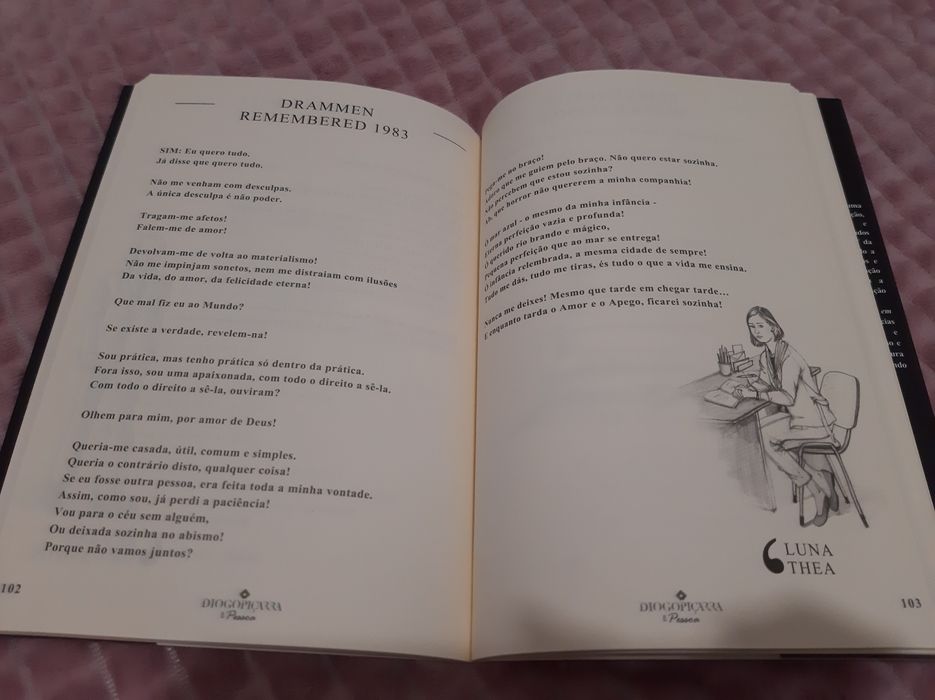 DRAMMEN
REMEMBERED 1983
SIM: Eu quero tudo.
Já disse que quero tudo.
Não me venham com desculpas.
A única desculpa é não poder.
Tragam-me afetos!
Falem-me de amor!
Devolvam-me de volta ao materialismo!
Não me impinjam sonetos, nem me distraiam com ilusões
Da vida, do amor, da felicidade eterna!
Que mal fiz eu ao Mundo?
Se existe a verdade, revelem-na!
Sou prática, mas tenho prática só dentro da prática.
Fora isso, sou uma apaixonada, com todo o direito a sê-la.
Com todo o direito a sê-la, ouviram?
Olhem para mim, por amor de Deus!
Queria-me casada, útil, comum e simples.
Queria o contrário disto, qualquer coisa!
Se eu fosse outra pessoa, era feita toda a minha vontade.
Assim, como sou, já perdi a paciência!
Vou para o céu sem alguém,
Ou deixada sozinha no abismo!
Porque não vamos juntos?
102
DIOGOPIÇARRA
& Pessoa
me no braço!
que me guiem pelo braço. Não quero estar sozinha.
Não percebem que estou sozinha?
Ah, que horror não quererem a minha companhia!
Ó mar azul - o mesmo da minha infância -
Eterna perfeição vazia e profunda!
Ó querido rio brando e mágico,
Pequena perfeição que ao mar se entrega!
Ó infância relembrada, a mesma cidade de sempre!
Tudo me dás, tudo me tiras, és tudo o que a vida me ensina.
Nunca me deixes! Mesmo que tarde em chegar tarde...
E enquanto tarda o Amor e o Apego, ficarei sozinha!
LUNA
THEA
DIOGOPIÇARRA
& Pessoa
103